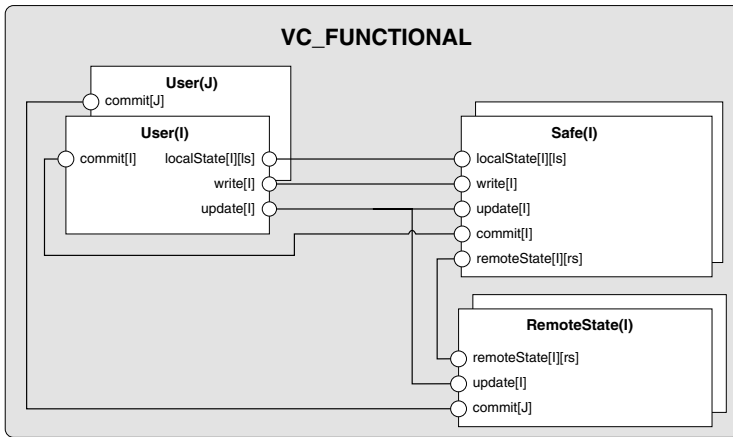 VC_FUNCTIONAL
User(J)
commit[J]
User(I)
commit[I] localState[I][ls]
write[I]
update[I]
Safe(I)
localState[I][ls]
write[I]
update[I]
commit[I]
remoteState[I][rs]
RemoteState(I)
remoteState[I][rs]
update[I]
commit[J]